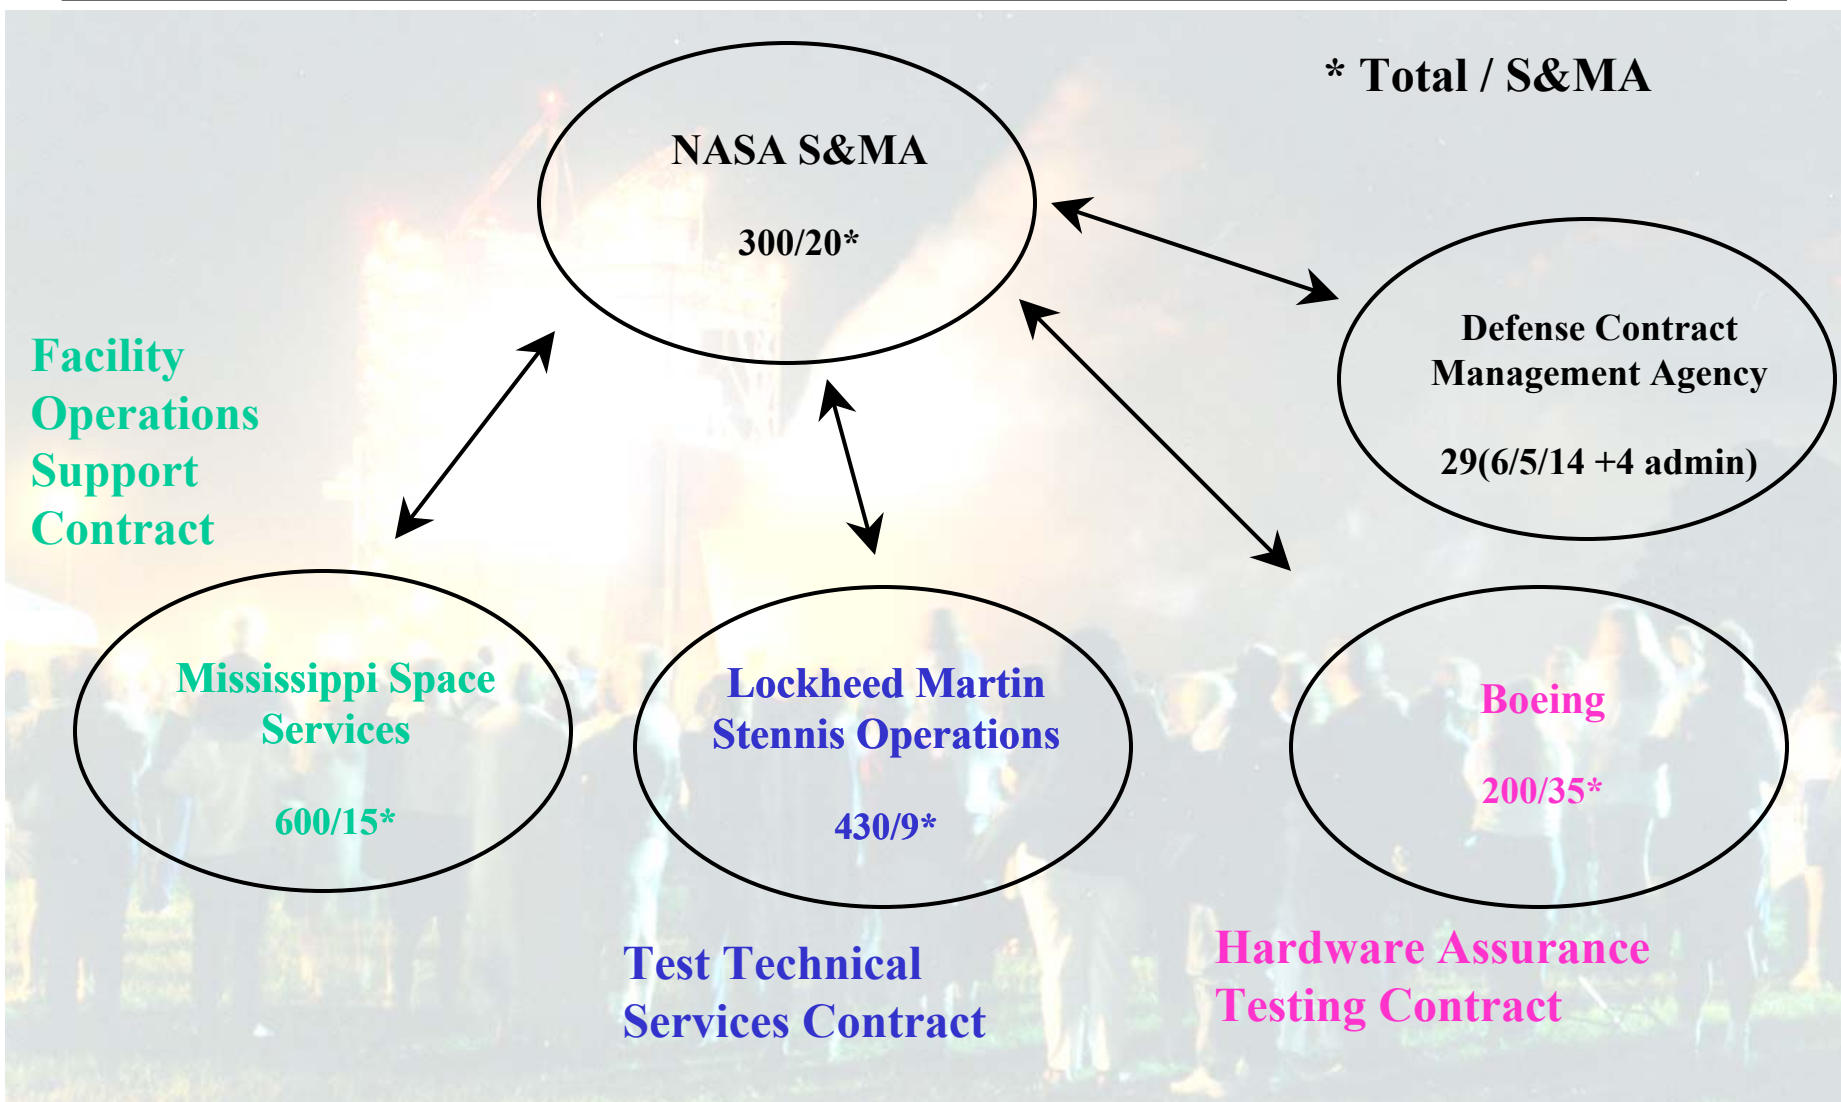 * Total / S&MA
NASA S&MA
300/20*
Defense Contract
Management Agency
29(6/5/14 +4 admin)
Facility
Operations
Support
Contract
Mississippi Space
Services
600/15*
Lockheed Martin
Stennis Operations
430/9*
Boeing
200/35*
Test Technical
Services Contract
Hardware Assurance
Testing Contract